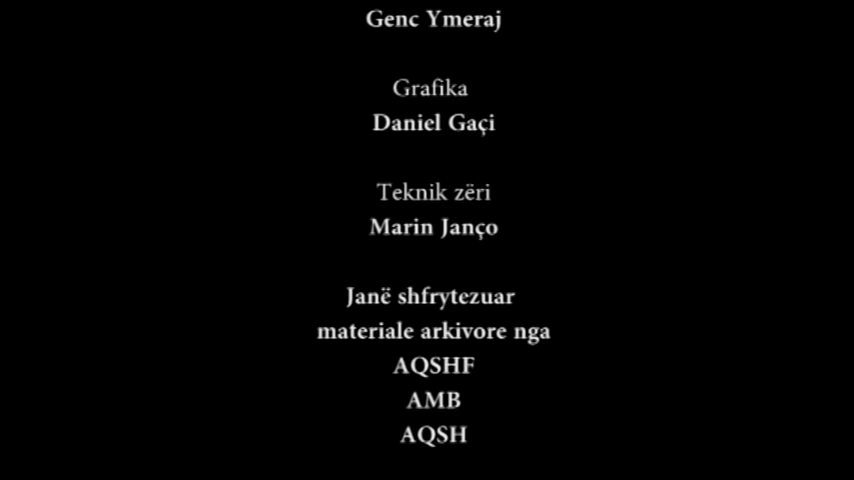 Genc Ymeraj
Grafika
Daniel Gaçi
Teknik zëri
Marin Janço
Janë shfrytezuar
materiale arkivore nga
AQSHF
AMB
AQSH